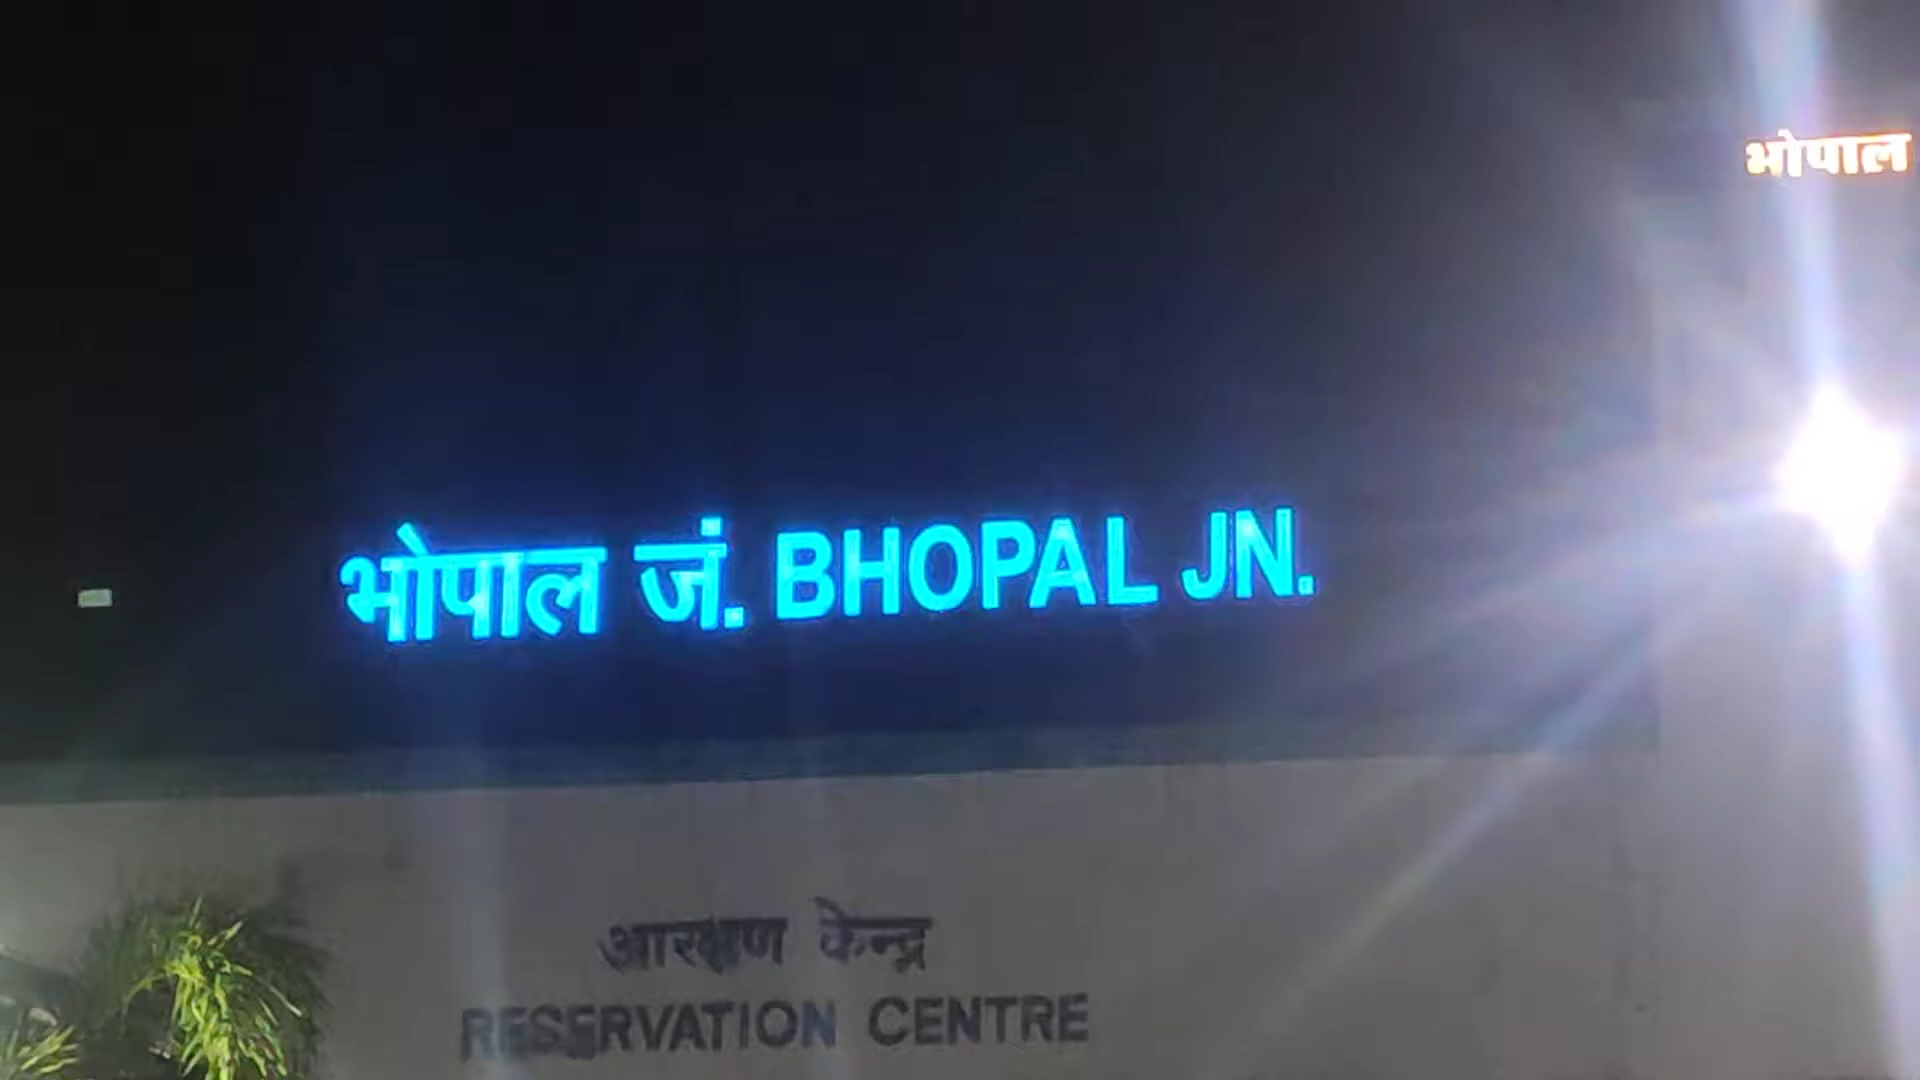 भोपाल
भोपाल जं. BHOPAL JN.
आरक्षण केन्द्र
RESERVATION CENTRE